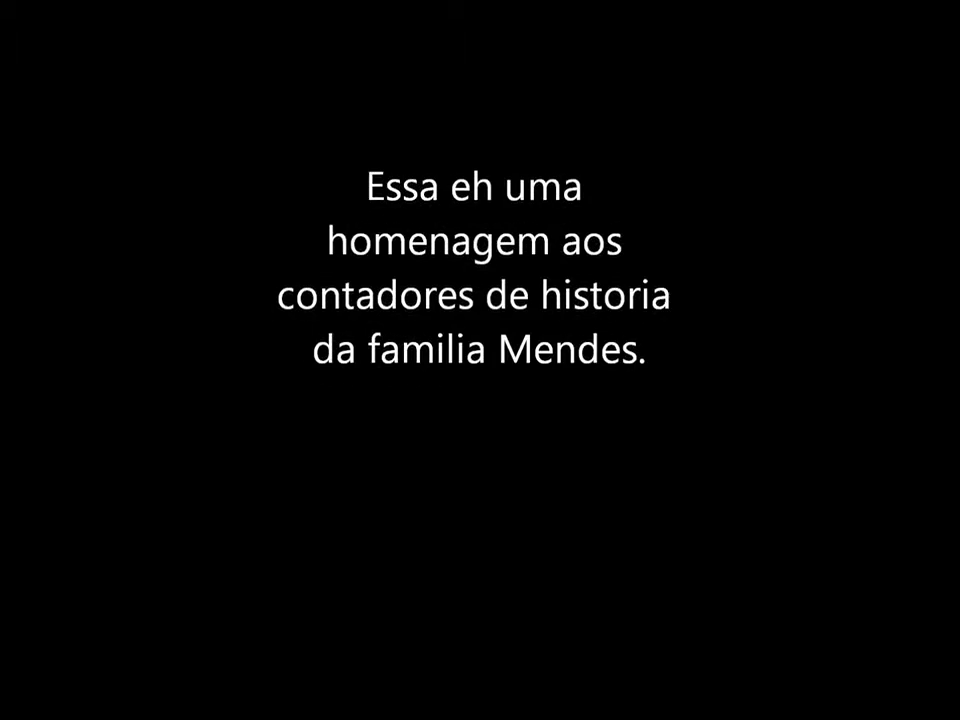 Essa eh uma
homenagem aos
contadores de historia
da familia Mendes.